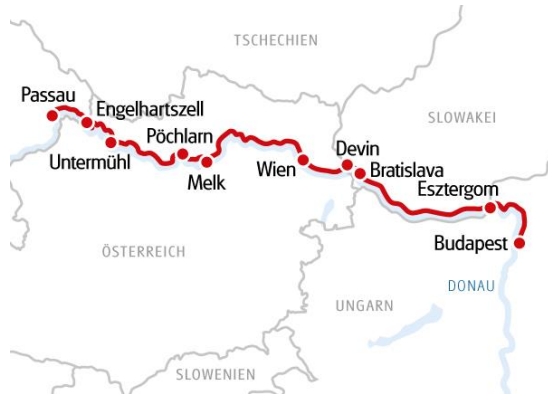 TSCHECHIEN
Passau
Engelhartszell
SLOWAKEI
Pöchlarn
Devin
Untermühl
Wien
Bratislava
Melk
Esztergom
Budapest
ÖSTERREICH
DONAU
UNGARN
SLOWENIEN